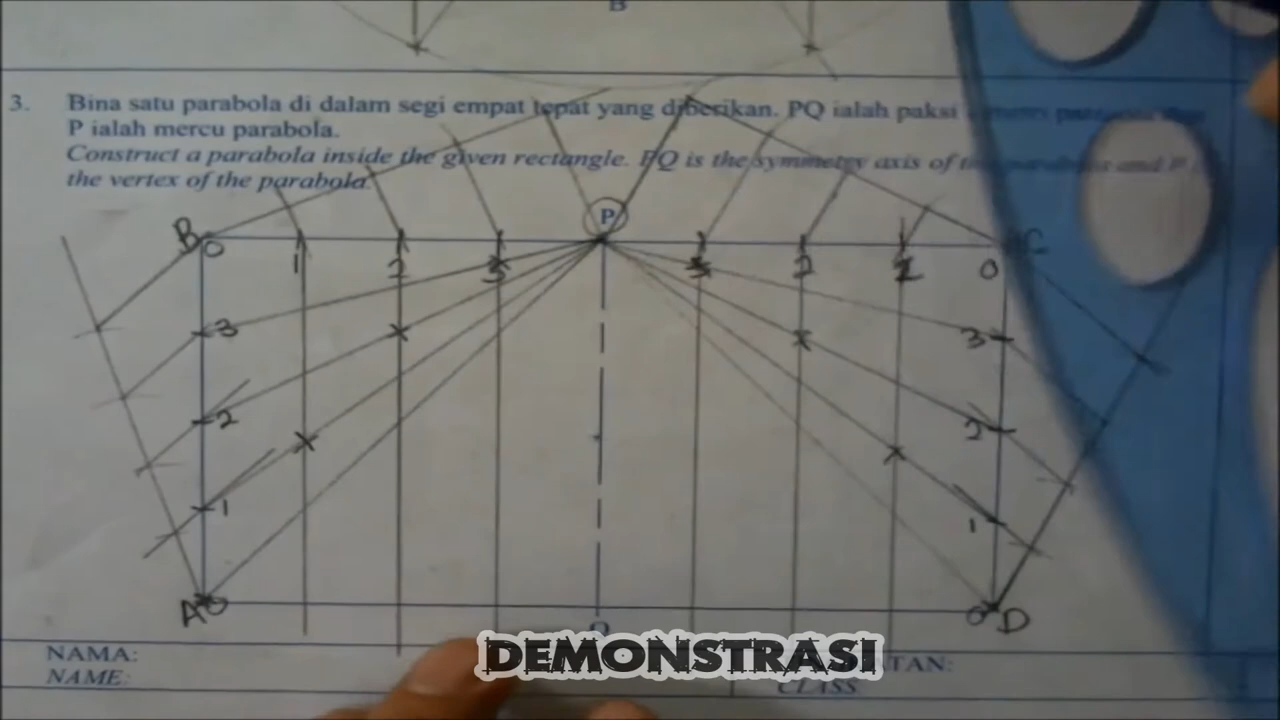 B
3. Bina satu parabola di dalam segi empat tepat yang diberikan. PQ ialah paksi
P ialah mercu parabola.
Construct a parabola inside the given rectangle. PQ is the symmetry axis of the parabola and P
the vertex of the parabola.
P
B 0 1 2 3 3 2 1 0 C
3 3
2 2
1 1
A 0 0 D
Q
DEMONSTRASI
NAMA:
NAME:
CLASS